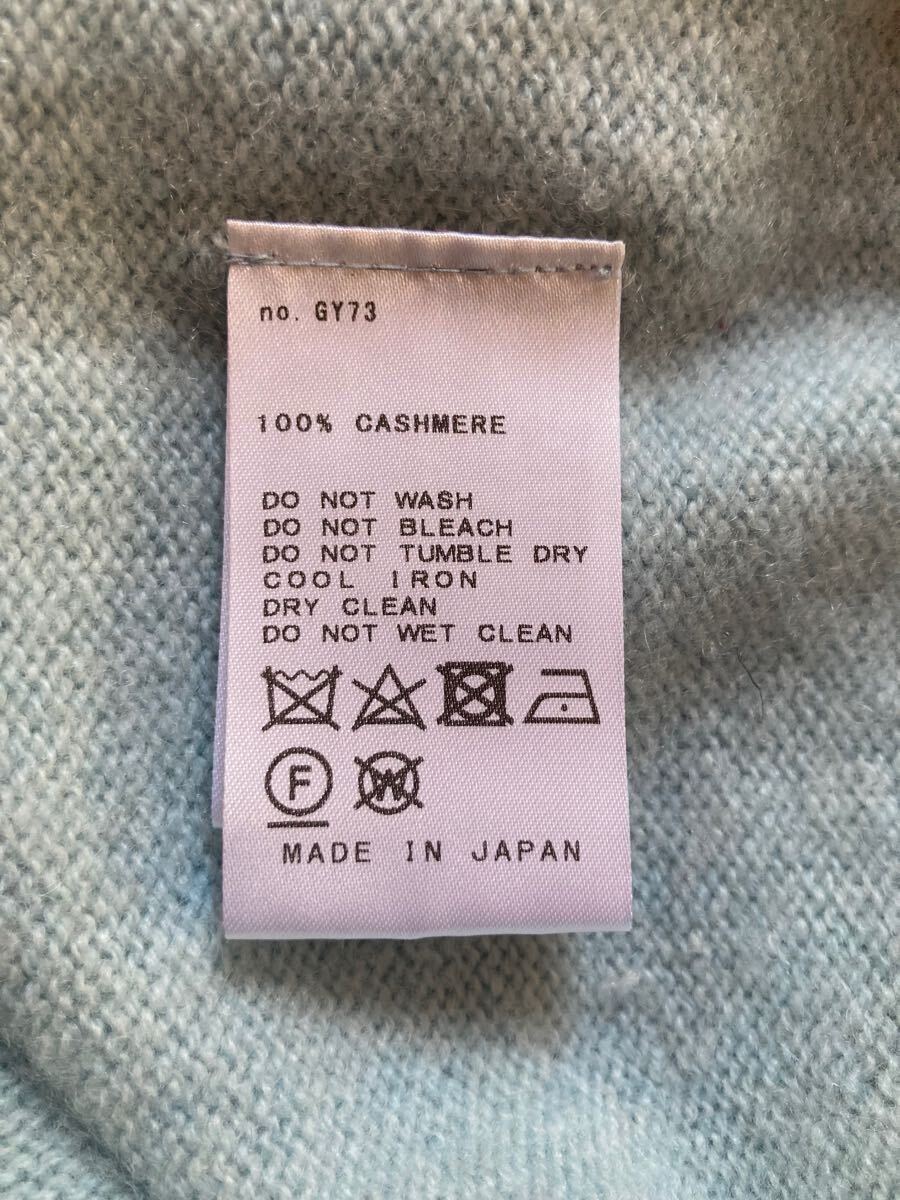 no. GY73
100% CASHMERE
DO NOT WASH
DO NOT BLEACH
DO NOT TUMBLE DRY
COOL IRON
DRY CLEAN
DO NOT WET CLEAN
F W
MADE IN JAPAN